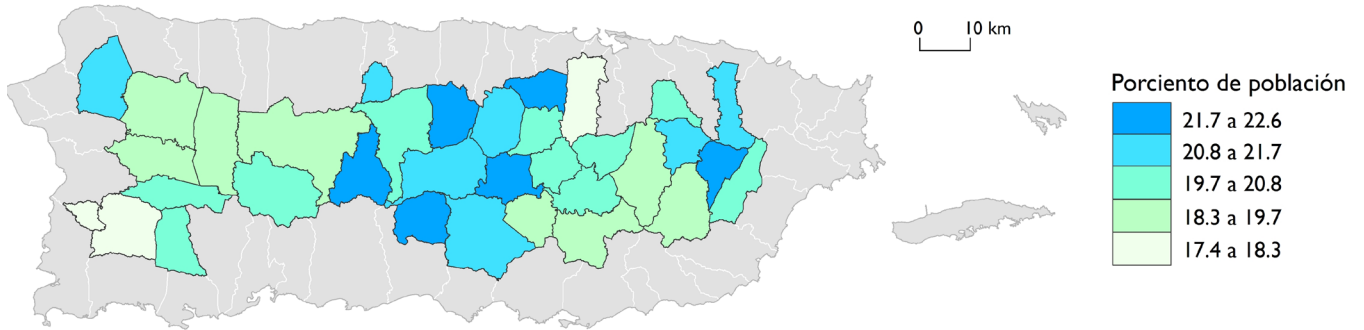 0 10 km
Porciento de población
21.7 a 22.6
20.8 a 21.7
19.7 a 20.8
18.3 a 19.7
17.4 a 18.3